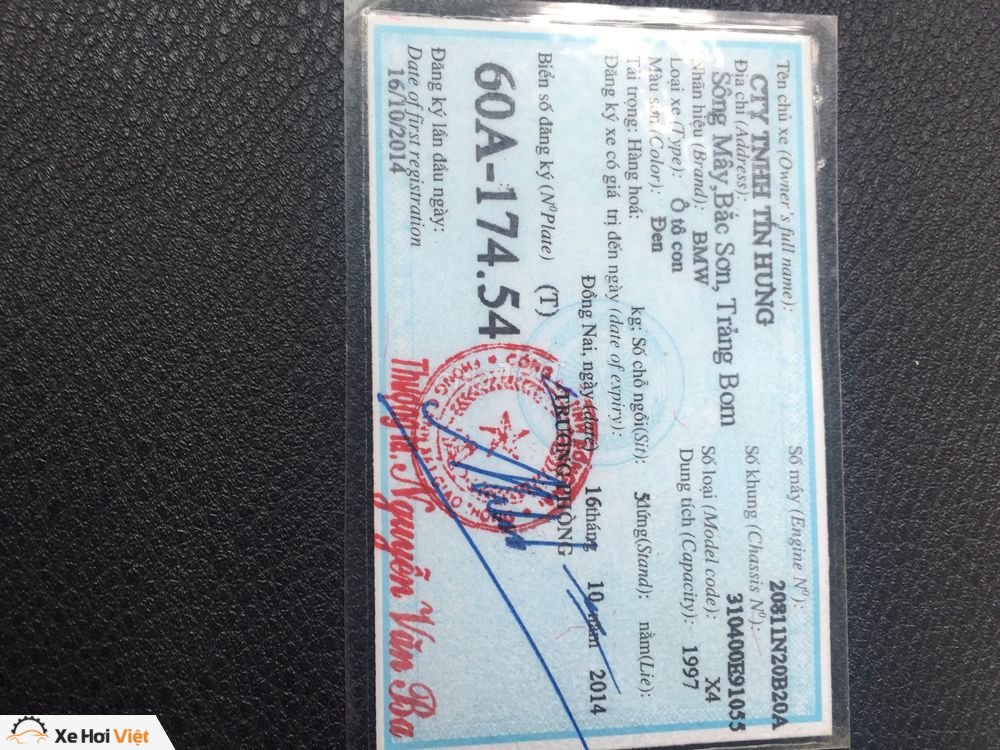 Tên chủ xe (Owner's full name):
CTY TNHH TÍN HƯNG
Địa chỉ (Address):
Sông Mây, Bắc Sơn, Trảng Bom
Nhãn hiệu (Brand): BMW
Loại xe (Type): Ô tô con
Màu sơn (Color): Đen
Tải trọng: Hàng hoá: kg; Số chỗ ngồi(Sit): 5 đứng(Stand): nằm(Lie):
Đăng ký xe có giá trị đến ngày (date of expiry):
Số máy (Engine Nº): 20811N20B20A
Số khung (Chassis Nº): 310400E91055
Số loại (Model code): X4
Dung tích (Capacity): 1997
Đồng Nai, ngày (date) 16 tháng 10 năm 2014
Biển số đăng ký (NºPlate) (T)
TRƯỞNG PHÒNG
60A-174.54
Đăng ký lần đầu ngày:
Date of first registration
16/10/2014
Thượng tá. Nguyễn Văn Ba
Xe Hơi Việt